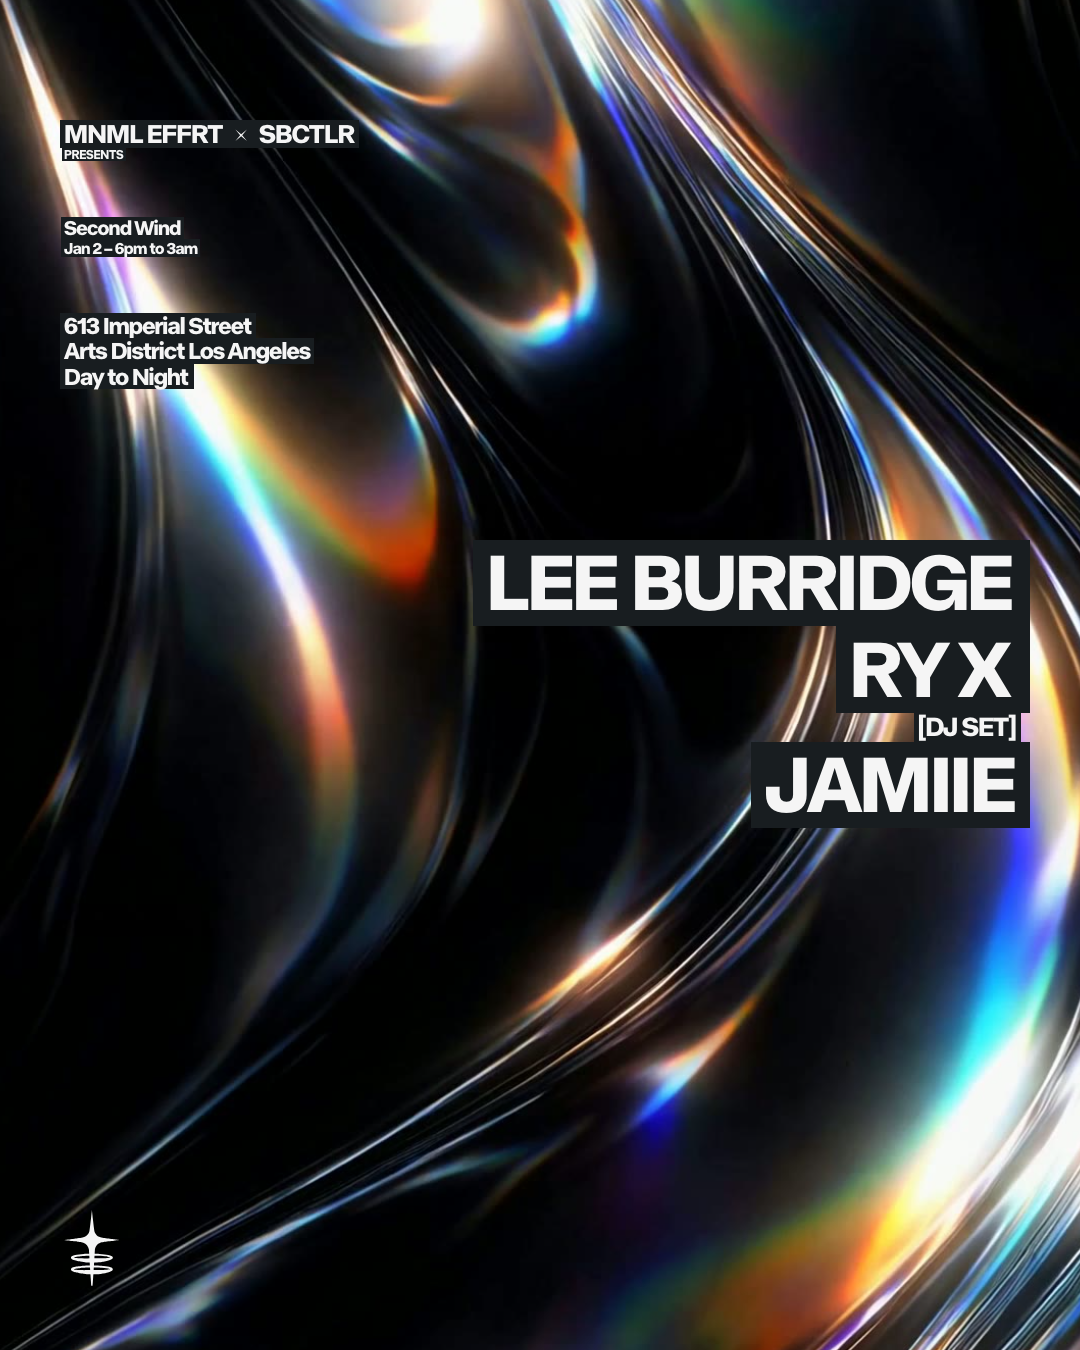 MNML EFFRT × SBCTLR
PRESENTS
Second Wind
Jan 2 – 6pm to 3am
613 Imperial Street
Arts District Los Angeles
Day to Night
LEE BURRIDGE
RY X
[DJ SET]
JAMIIE